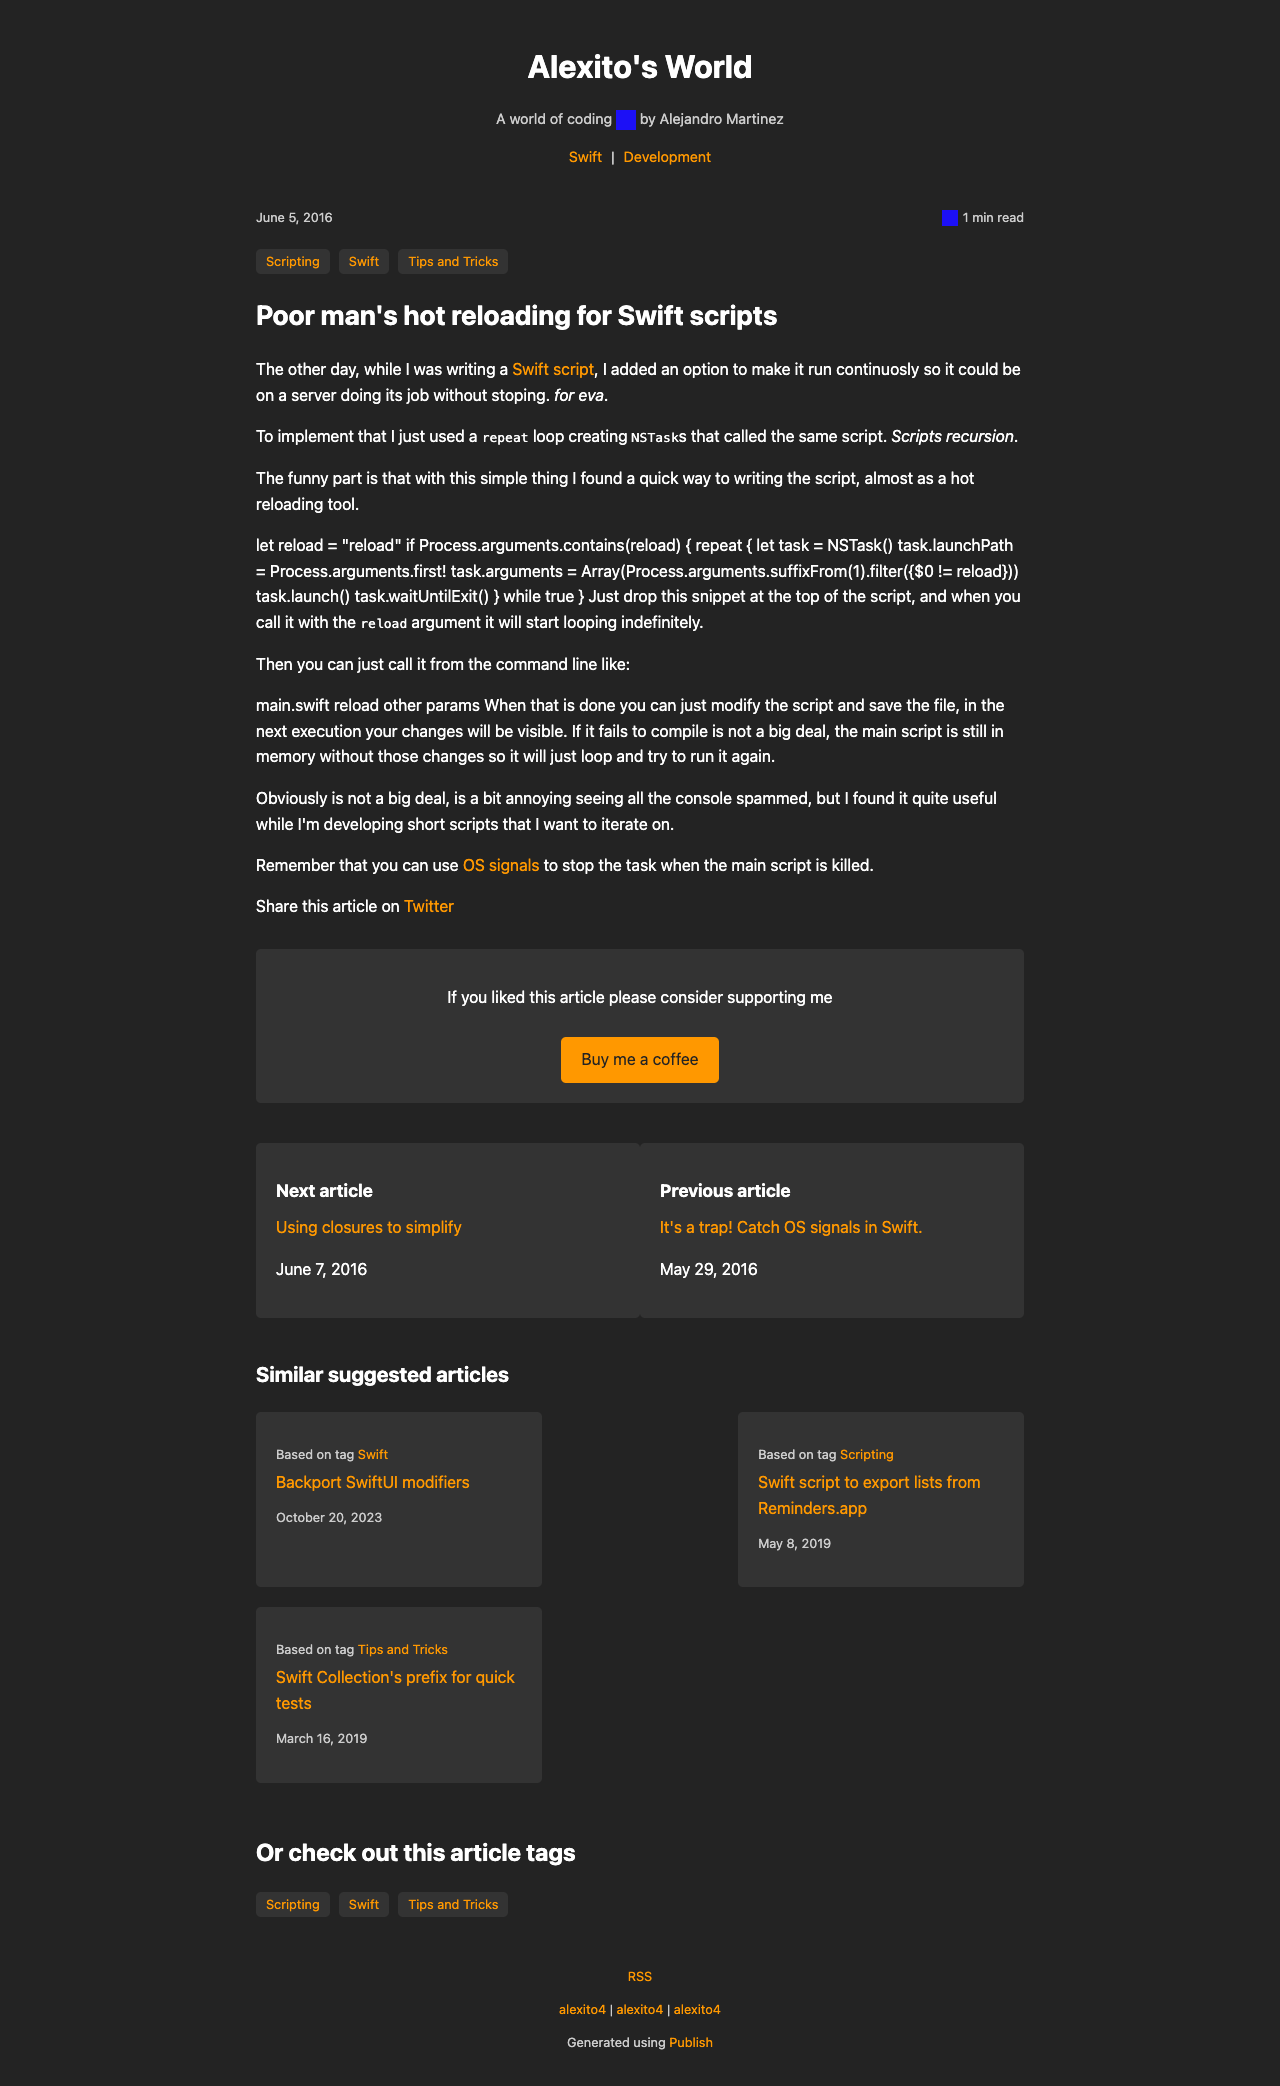 Alexito's World
A world of coding by Alejandro Martinez
Swift | Development
June 5, 2016
1 min read
Scripting Swift Tips and Tricks
Poor man's hot reloading for Swift scripts
The other day, while I was writing a Swift script, I added an option to make it run continuosly so it could be
on a server doing its job without stoping. for eva.
To implement that I just used a repeat loop creating NSTasks that called the same script. Scripts recursion.
The funny part is that with this simple thing I found a quick way to writing the script, almost as a hot
reloading tool.
let reload = "reload" if Process.arguments.contains(reload) { repeat { let task = NSTask() task.launchPath
= Process.arguments.first! task.arguments = Array(Process.arguments.suffixFrom(1).filter({$0 != reload}))
task.launch() task.waitUntilExit() } while true } Just drop this snippet at the top of the script, and when you
call it with the reload argument it will start looping indefinitely.
Then you can just call it from the command line like:
main.swift reload other params When that is done you can just modify the script and save the file, in the
next execution your changes will be visible. If it fails to compile is not a big deal, the main script is still in
memory without those changes so it will just loop and try to run it again.
Obviously is not a big deal, is a bit annoying seeing all the console spammed, but I found it quite useful
while I'm developing short scripts that I want to iterate on.
Remember that you can use OS signals to stop the task when the main script is killed.
Share this article on Twitter
If you liked this article please consider supporting me
Buy me a coffee
Next article
Using closures to simplify
June 7, 2016
Previous article
It's a trap! Catch OS signals in Swift.
May 29, 2016
Similar suggested articles
Based on tag Swift
Backport SwiftUI modifiers
October 20, 2023
Based on tag Scripting
Swift script to export lists from
Reminders.app
May 8, 2019
Based on tag Tips and Tricks
Swift Collection's prefix for quick
tests
March 16, 2019
Or check out this article tags
Scripting Swift Tips and Tricks
RSS
alexito4 | alexito4 | alexito4
Generated using Publish